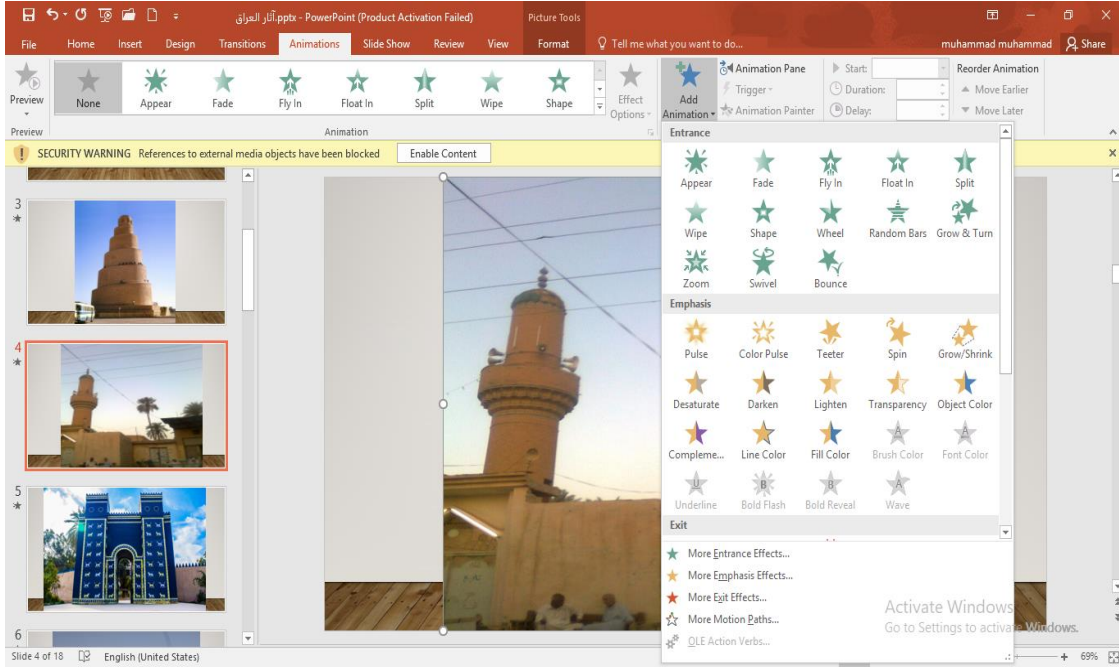 آثار العراق.pptx - PowerPoint (Product Activation Failed)
Picture Tools
File Home Insert Design Transitions Animations Slide Show Review View Format Tell me what you want to do... muhammad muhammad Share
Preview
None Appear Fade Fly In Float In Split Wipe Shape
Effect Options
Add Animation
Animation Pane
Trigger
Animation Painter
Start:
Duration:
Delay:
Reorder Animation
Move Earlier
Move Later
Preview Animation
SECURITY WARNING References to external media objects have been blocked Enable Content
3
4
5
6
Entrance
Appear Fade Fly In Float In Split
Wipe Shape Wheel Random Bars Grow & Turn
Zoom Swivel Bounce
Emphasis
Pulse Color Pulse Teeter Spin Grow/Shrink
Desaturate Darken Lighten Transparency Object Color
Compleme... Line Color Fill Color Brush Color Font Color
Underline Bold Flash Bold Reveal Wave
Exit
More Entrance Effects...
More Emphasis Effects...
More Exit Effects...
More Motion Paths...
OLE Action Verbs...
Activate Windows
Go to Settings to activate Windows.
Slide 4 of 18 English (United States) 69%